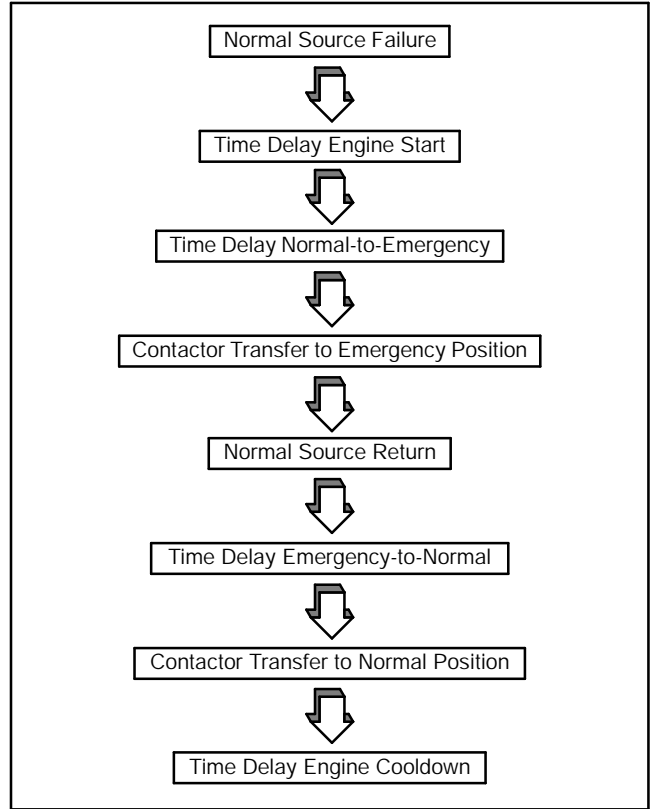 Normal Source Failure
Time Delay Engine Start
Time Delay Normal-to-Emergency
Contactor Transfer to Emergency Position
Normal Source Return
Time Delay Emergency-to-Normal
Contactor Transfer to Normal Position
Time Delay Engine Cooldown